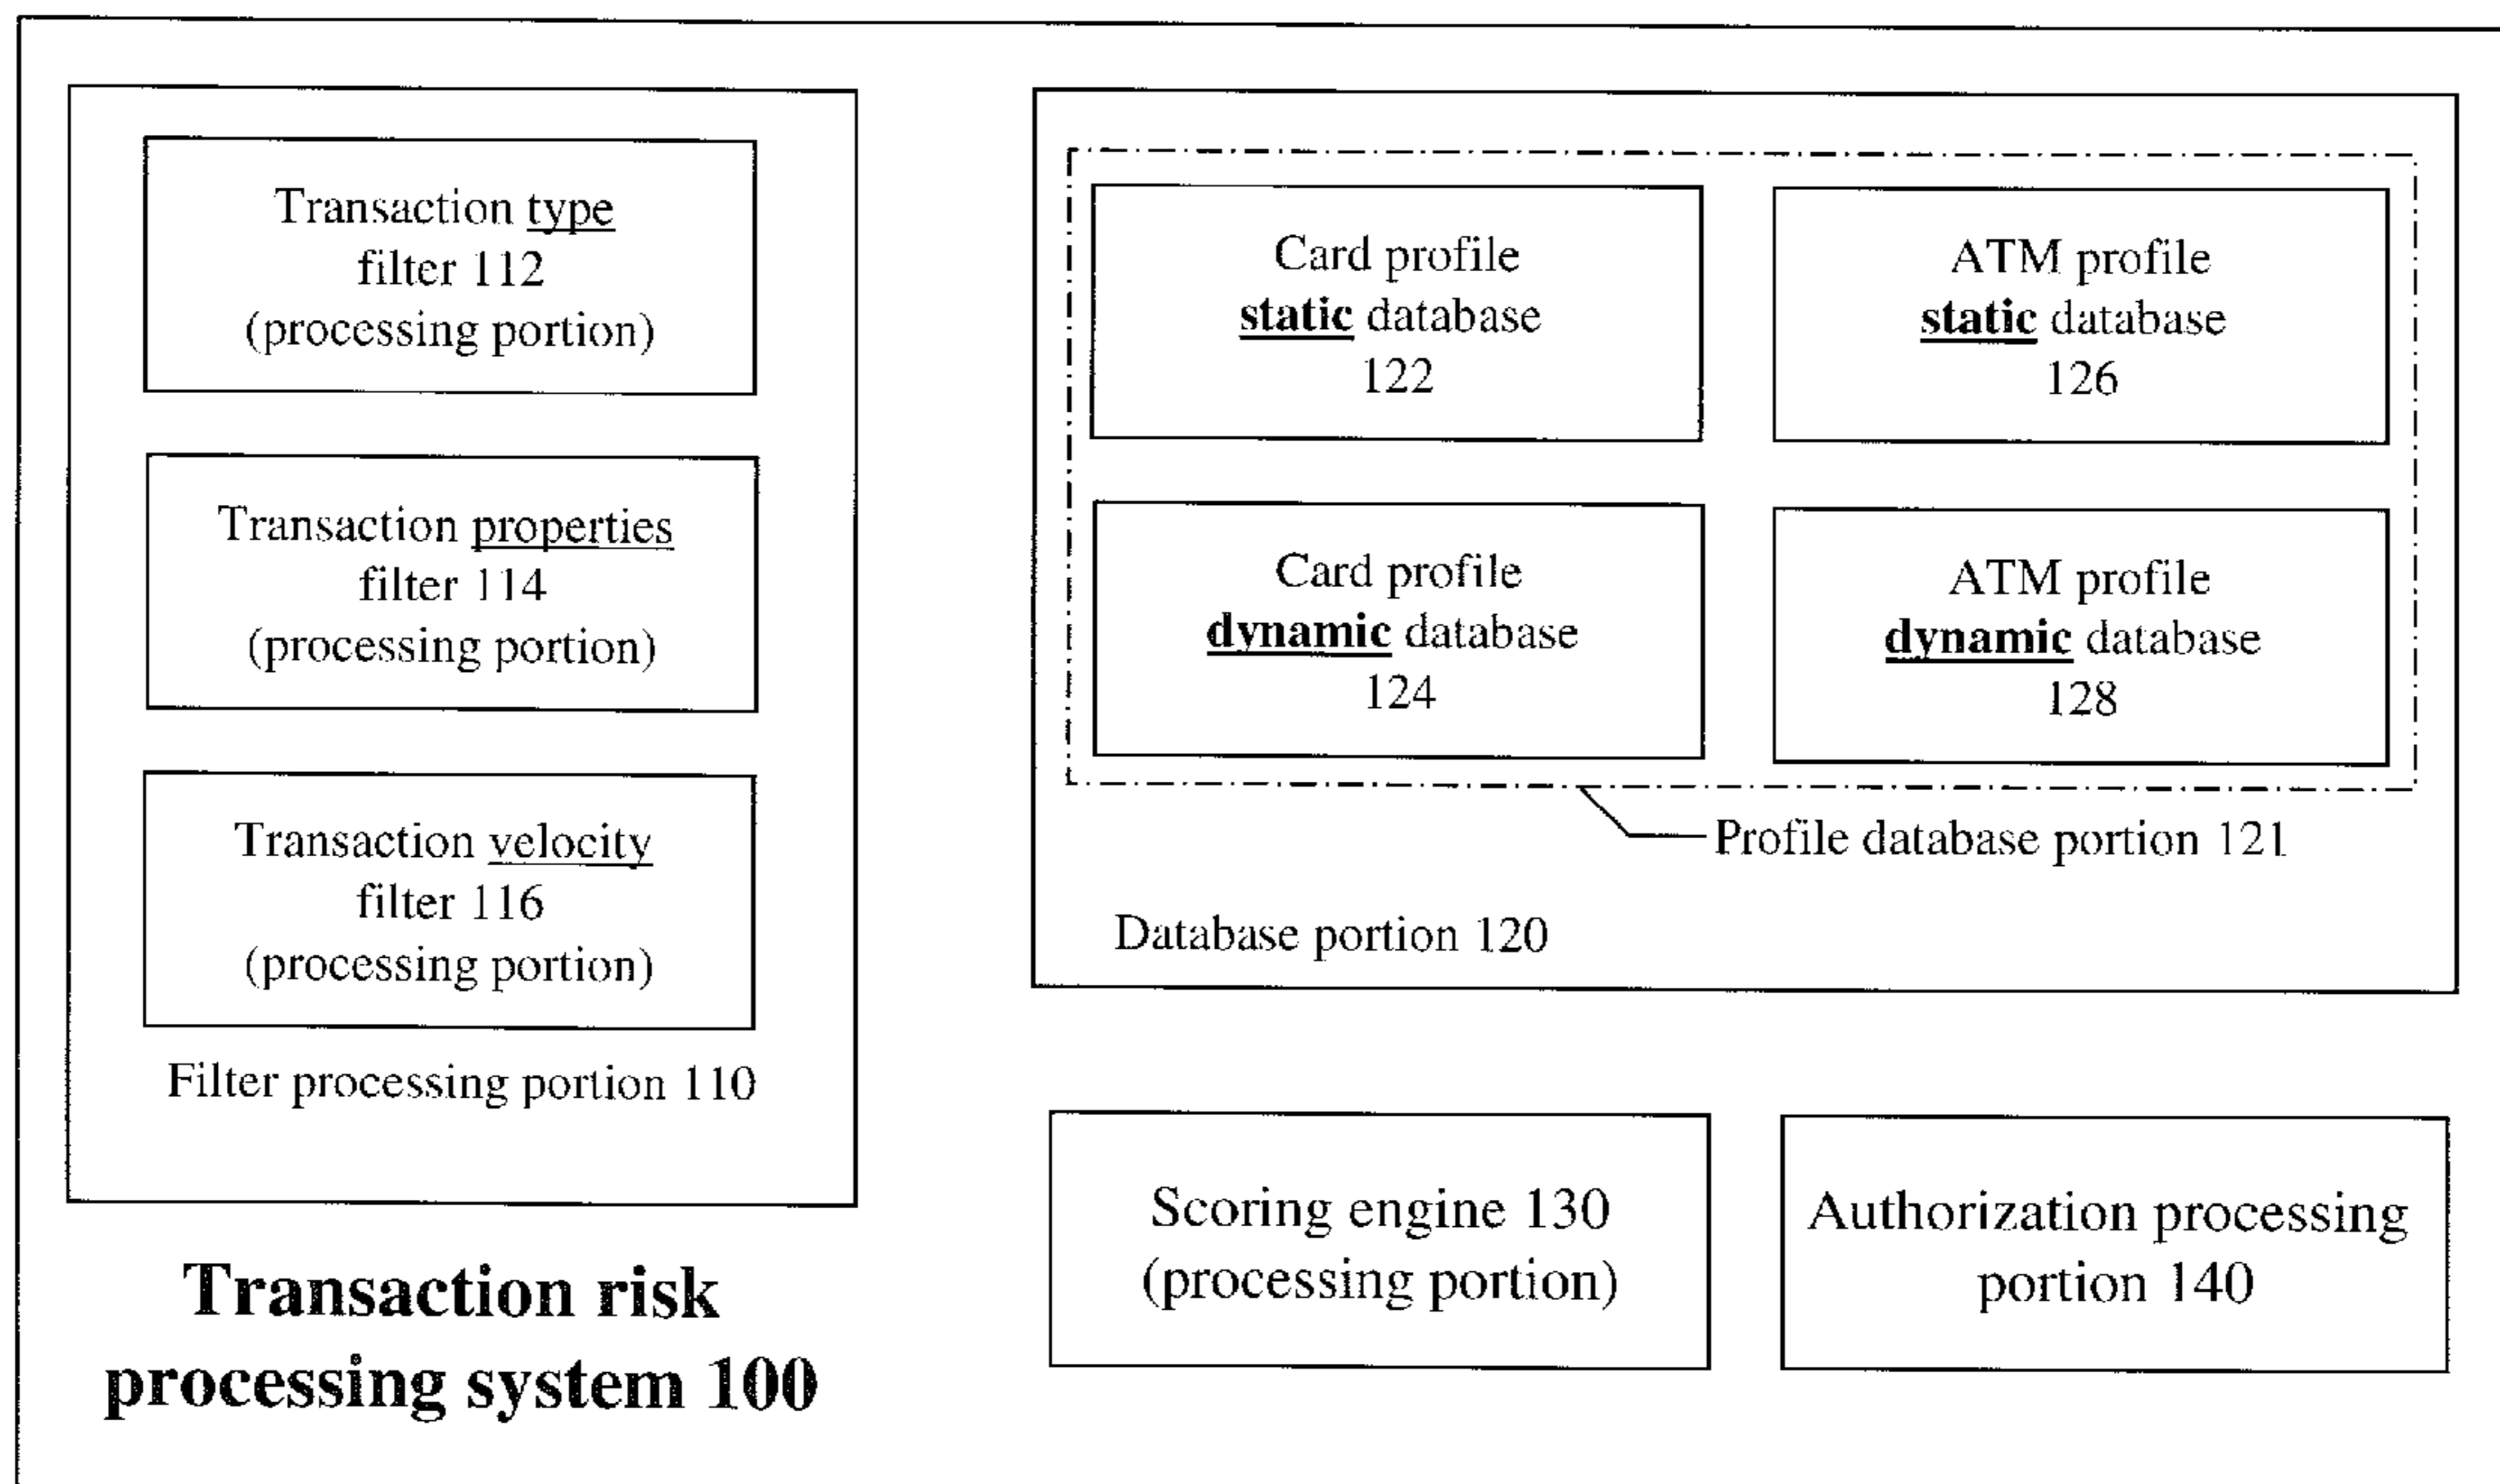 Transaction type
filter 112
(processing portion)
Transaction properties
filter 114
(processing portion)
Transaction velocity
filter 116
(processing portion)
Filter processing portion 110
Transaction risk
processing system 100
Card profile
static database
122
ATM profile
static database
126
Card profile
dynamic database
124
ATM profile
dynamic database
128
Profile database portion 121
Database portion 120
Scoring engine 130
(processing portion)
Authorization processing
portion 140